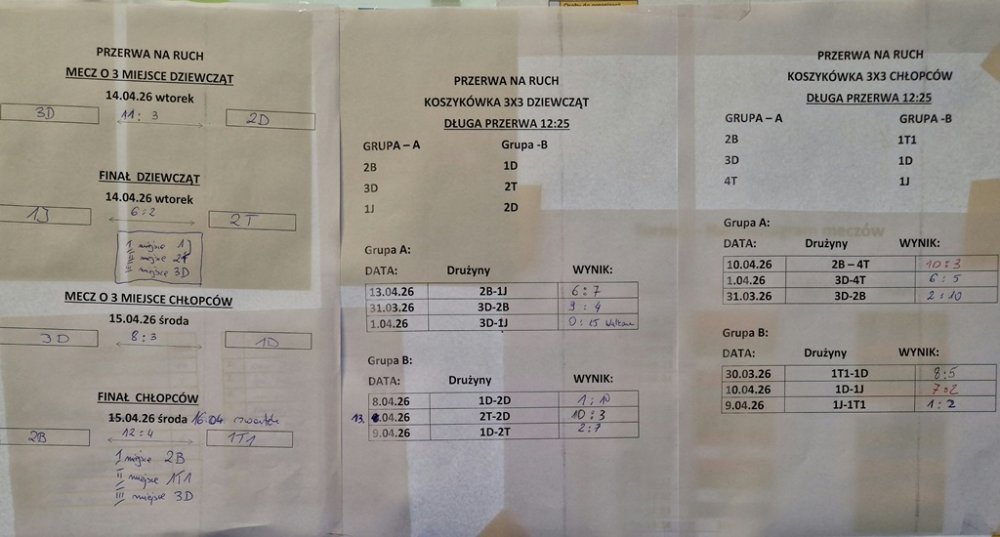 PRZERWA NA RUCH
MECZ O 3 MIEJSCE DZIEWCZĄT
14.04.26 wtorek
3D 11 : 3 2D
FINAŁ DZIEWCZĄT
14.04.26 wtorek
1J 6 : 2 2T
I miejsce 1J
II miejsce 2T
III miejsce 3D
MECZ O 3 MIEJSCE CHŁOPCÓW
15.04.26 środa
3D 8 : 3 1D
FINAŁ CHŁOPCÓW
15.04.26 środa 16.04 czwartek
2B 12 : 4 1T1
I miejsce 2B
II miejsce 1T1
III miejsce 3D
PRZERWA NA RUCH
KOSZYKÓWKA 3X3 DZIEWCZĄT
DŁUGA PRZERWA 12:25
GRUPA – A Grupa -B
2B 1D
3D 2T
1J 2D
Grupa A:
DATA: Drużyny WYNIK:
13.04.26 2B-1J 6 : 7
31.03.26 3D-2B 9 : 4
1.04.26 3D-1J 0 : 15 walkower
Grupa B:
DATA: Drużyny WYNIK:
8.04.26 1D-2D 1 : 10
13. .04.26 2T-2D 10 : 3
9.04.26 1D-2T 2 : 7
PRZERWA NA RUCH
KOSZYKÓWKA 3X3 CHŁOPCÓW
DŁUGA PRZERWA 12:25
GRUPA – A GRUPA -B
2B 1T1
3D 1D
4T 1J
Grupa A:
DATA: Drużyny WYNIK:
10.04.26 2B – 4T 10 : 3
1.04.26 3D-4T 6 : 5
31.03.26 3D-2B 2 : 10
Grupa B:
DATA: Drużyny WYNIK:
30.03.26 1T1-1D 8 : 5
10.04.26 1D-1J 7 : 2
9.04.26 1J-1T1 1 : 2